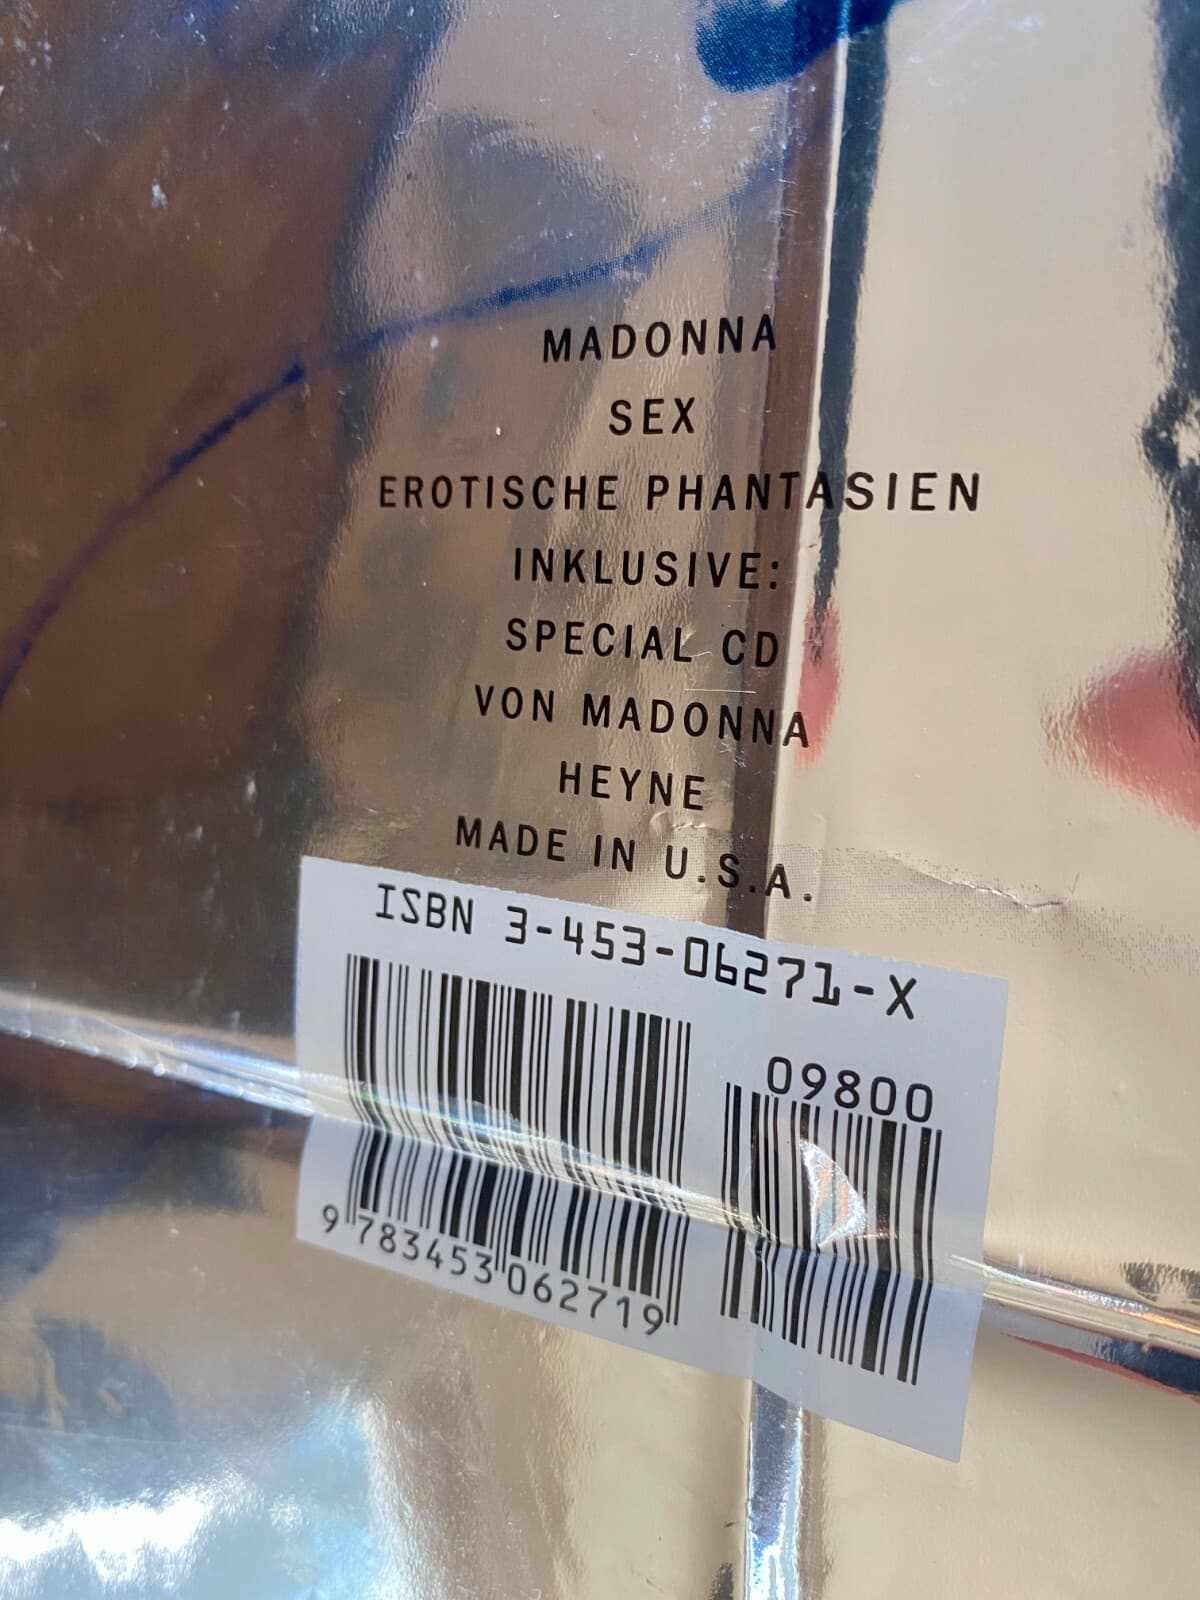 MADONNA
SEX
EROTISCHE PHANTASIEN
INKLUSIVE:
SPECIAL CD
VON MADONNA
HEYNE
MADE IN U.S.A.
ISBN 3-453-06271-X
09800
9 783453 062719